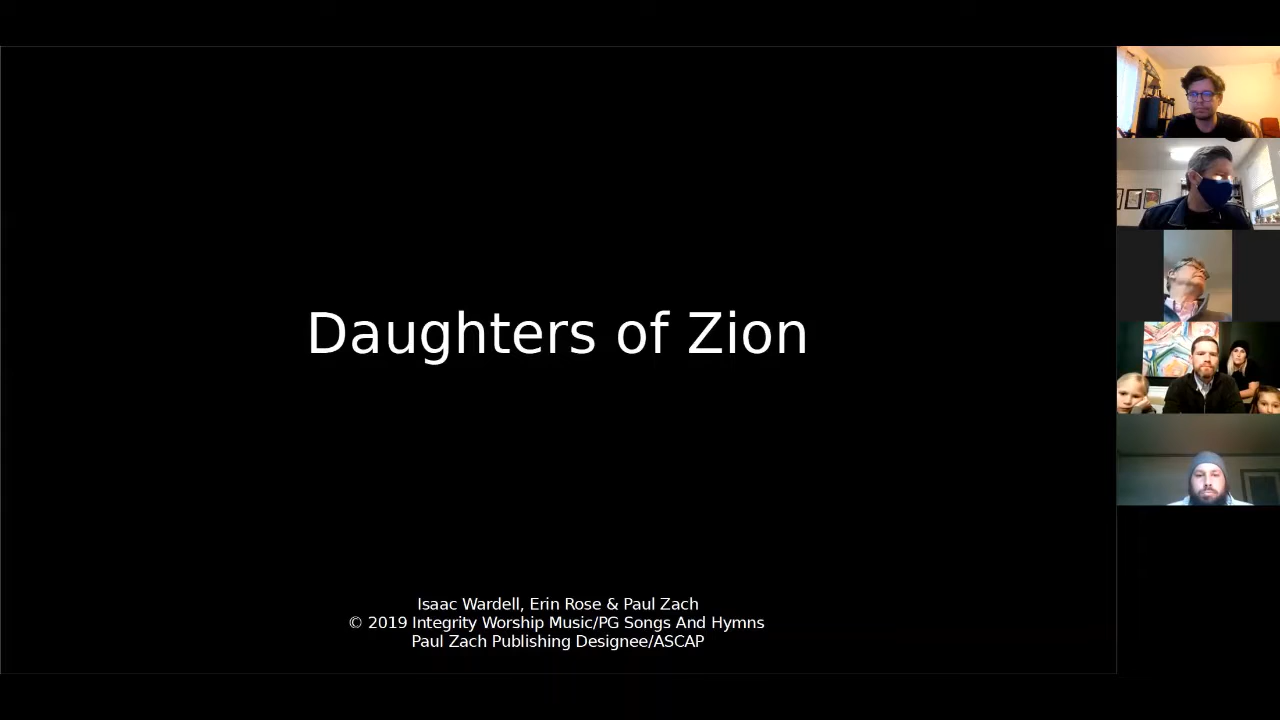 Daughters of Zion
Isaac Wardell, Erin Rose & Paul Zach
© 2019 Integrity Worship Music/PG Songs And Hymns
Paul Zach Publishing Designee/ASCAP